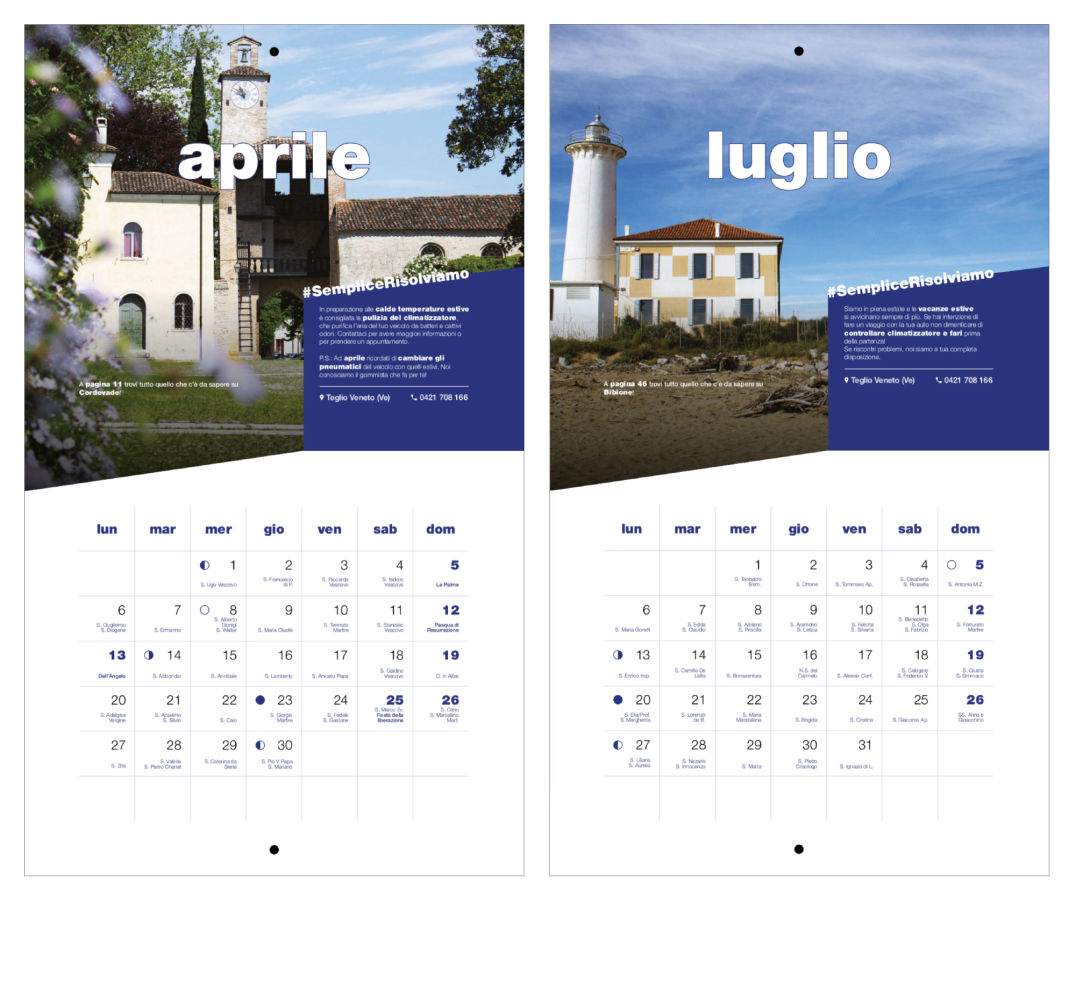 aprile
#SempliceRisolviamo
In preparazione alle calde temperature estive
è consigliata la pulizia del climatizzatore,
che purifica l'aria del tuo veicolo da batteri e cattivi
odori. Contattaci per avere maggiori informazioni o
per prendere un appuntamento.
P.S.: Ad aprile ricordati di cambiare gli
pneumatici del veicolo con quelli estivi. Noi
conosciamo il gommista che fa per te!
Teglio Veneto (Ve) 0421 708 166
A pagina 11 trovi tutto quello che c'è da sapere su
Cordovado!
lun mar mer gio ven sab dom
1 2 3 4 5
S. Ugo Vescovo
S. Francesco
di P.
S. Riccardo
Vescovo
S. Isidoro
Vescovo
Le Palme
6 7 8 9 10 11 12
S. Guglielmo
S. Diogene
S. Ermanno
S. Alberto
Dionigi
S. Walter
S. Maria Cleofe
S. Terenzio
Martire
S. Stanislao
Vescovo
Pasqua di
Resurrezione
13 14 15 16 17 18 19
Dell'Angelo
S. Abbondio
S. Annibale
S. Lamberto
S. Aniceto Papa
S. Galdino
Vescovo
D. in Albis
20 21 22 23 24 25 26
S. Adalgisa
Vergine
S. Anselmo
S. Silvio
S. Caio
S. Giorgio
Martire
S. Fedele
S. Gastone
S. Marco Ev.
Festa della
liberazione
S. Cleto
S. Marcellino
Mart.
27 28 29 30
S. Zita
S. Valeria
S. Pietro Chanel
S. Caterina da
Siena
S. Pio V Papa
S. Mariano
luglio
#SempliceRisolviamo
Siamo in piena estate e le vacanze estive
si avvicinano sempre di più. Se hai intenzione di
fare un viaggio con la tua auto non dimenticare di
controllare climatizzatore e fari prima
della partenza!
Se riscontri problemi, noi siamo a tua completa
disposizione.
Teglio Veneto (Ve) 0421 708 166
A pagina 46 trovi tutto quello che c'è da sapere su
Bibione!
lun mar mer gio ven sab dom
1 2 3 4 5
S. Teobaldo
Erem.
S. Ottone
S. Tommaso Ap.
S. Elisabetta
S. Rossella
S. Antonio M.Z.
6 7 8 9 10 11 12
S. Maria Goretti
S. Edda
S. Claudio
S. Adriano
S. Priscilla
S. Armando
S. Letizia
S. Felicita
S. Silvana
S. Benedetto
S. Olga
S. Fabrizio
S. Fortunato
Martire
13 14 15 16 17 18 19
S. Enrico Imp.
S. Camillo De
Lellis
S. Bonaventura
N.S. del
Carmelo
S. Alessio Conf.
S. Calogero
S. Federico V.
S. Giusta
S. Simmaco
20 21 22 23 24 25 26
S. Elia Prof.
S. Margherita
S. Lorenzo
da B.
S. Maria
Maddalena
S. Brigida
S. Cristina
S. Giacomo Ap.
SS. Anna e
Gioacchino
27 28 29 30 31
S. Liliana
S. Aurelio
S. Nazario
S. Innocenzo
S. Marta
S. Pietro
Crisologo
S. Ignazio di L.